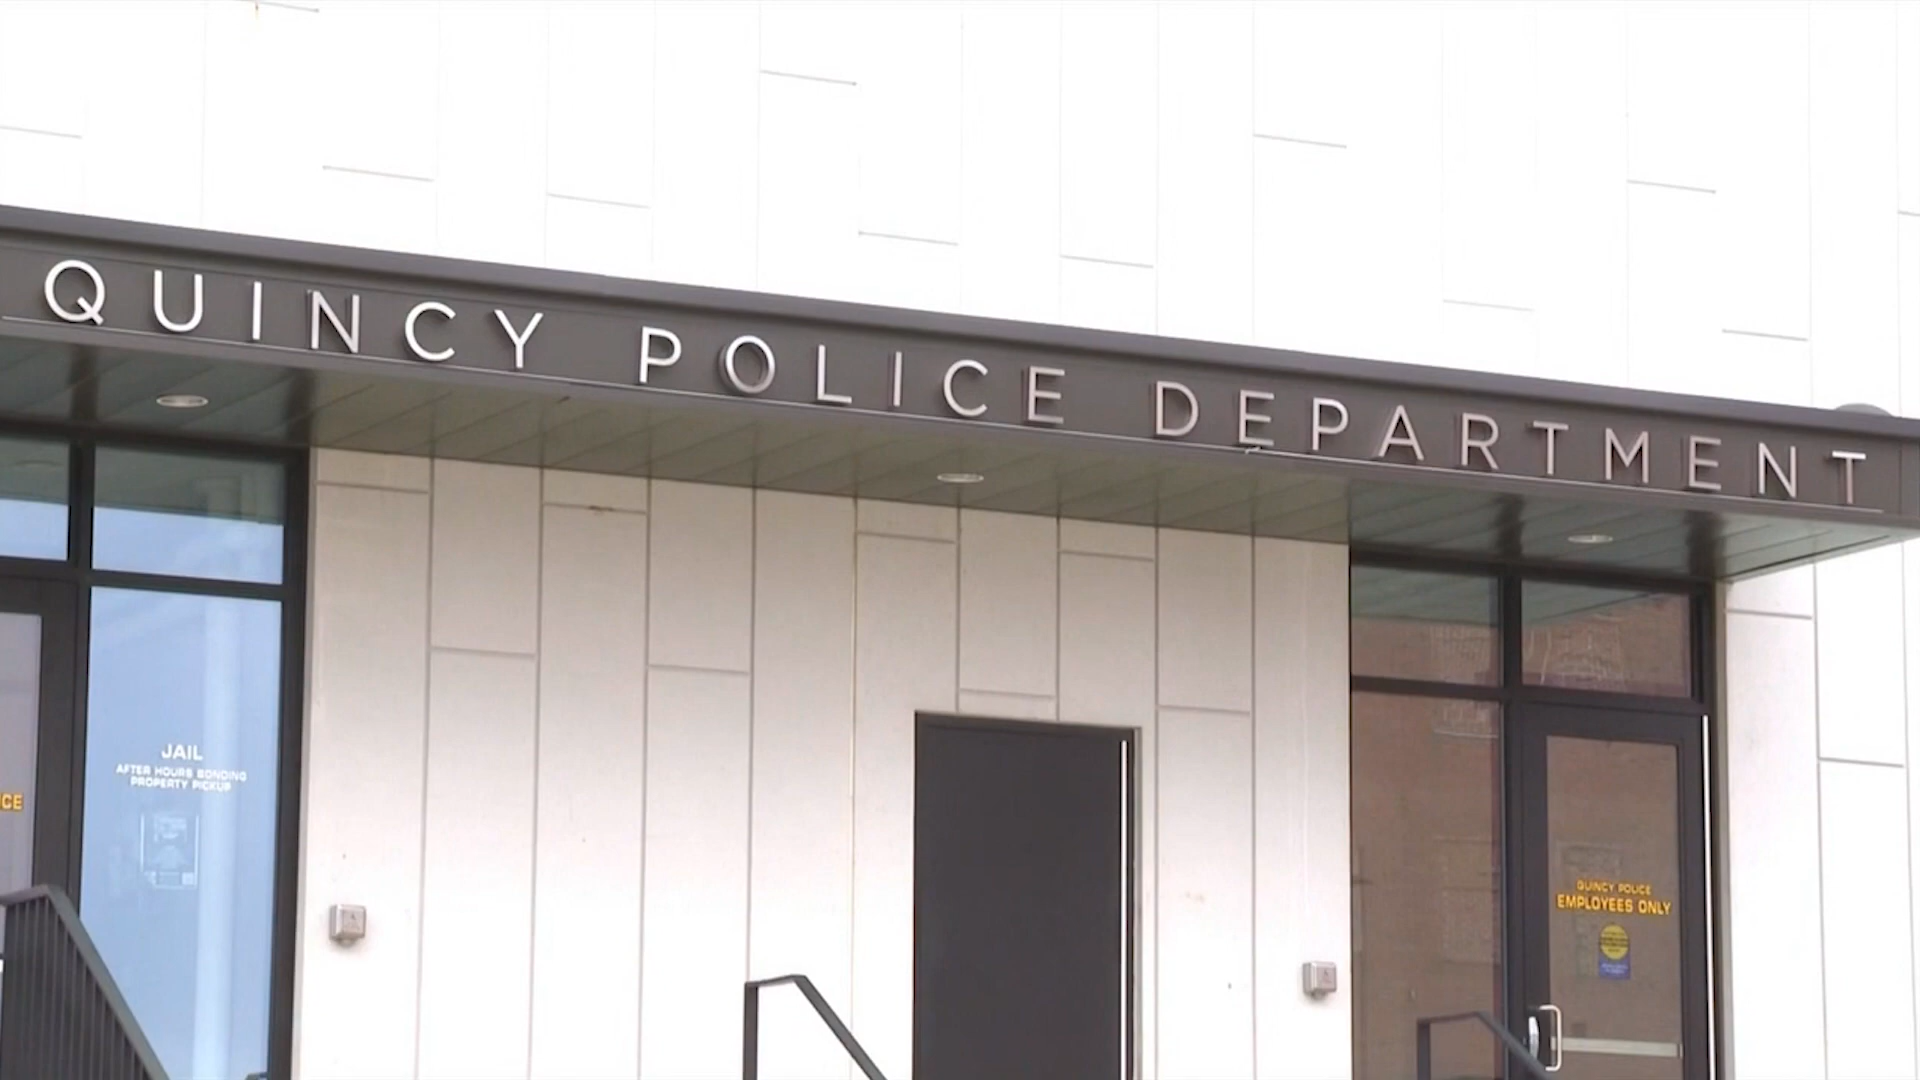 QUINCY POLICE DEPARTMENT
JAIL
AFTER HOURS BONDING
PROPERTY PICKUP
QUINCY POLICE
EMPLOYEES ONLY